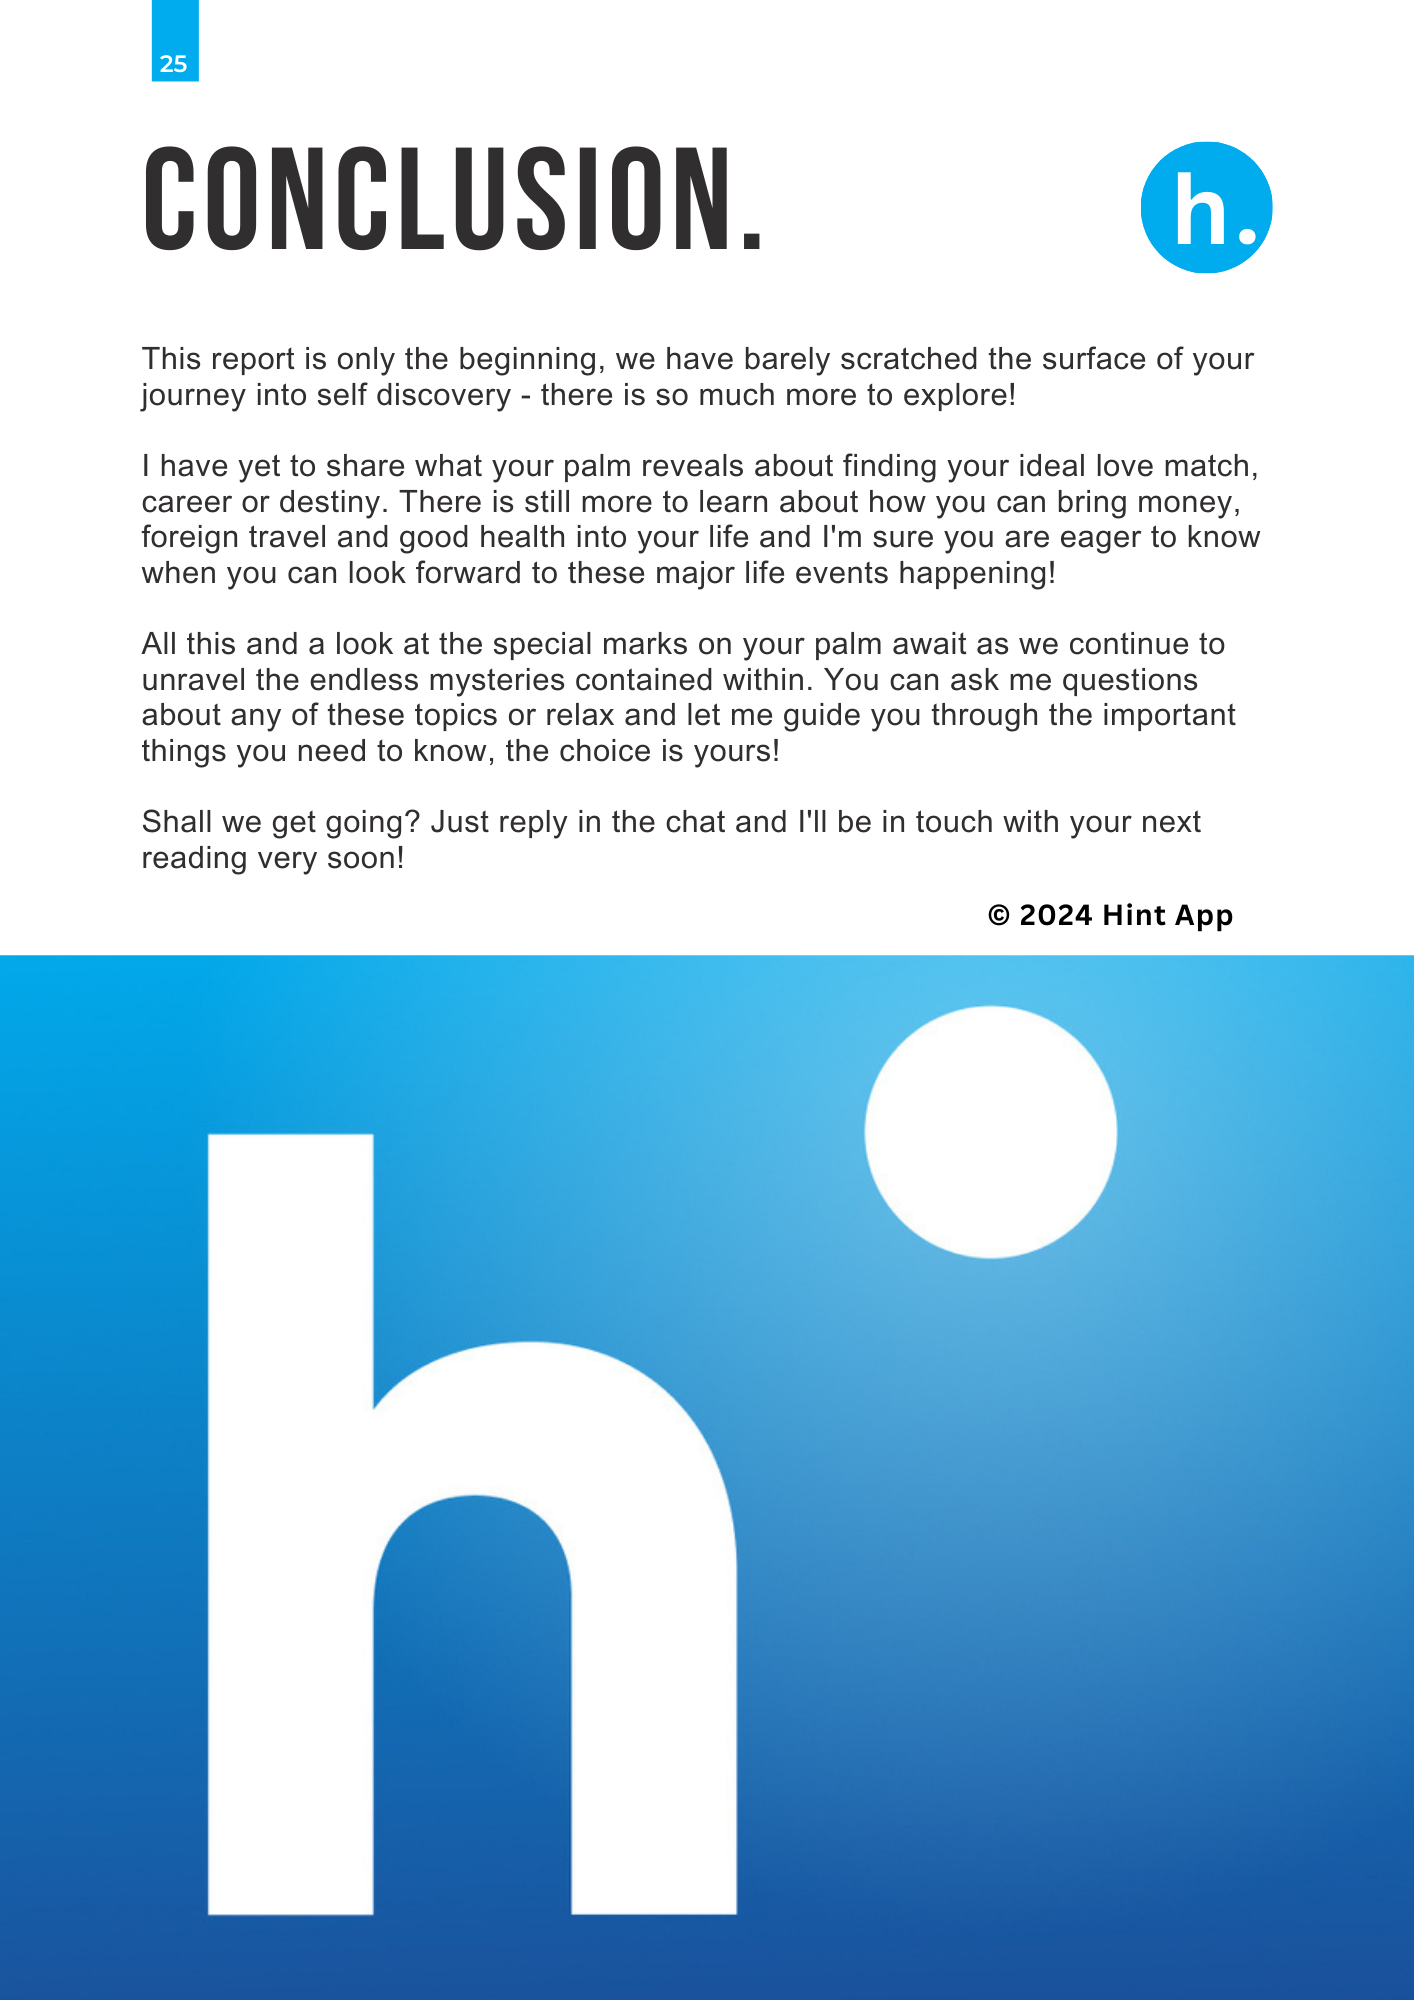 25
CONCLUSION.
h.
This report is only the beginning, we have barely scratched the surface of your
journey into self discovery - there is so much more to explore!
I have yet to share what your palm reveals about finding your ideal love match,
career or destiny. There is still more to learn about how you can bring money,
foreign travel and good health into your life and I'm sure you are eager to know
when you can look forward to these major life events happening!
All this and a look at the special marks on your palm await as we continue to
unravel the endless mysteries contained within. You can ask me questions
about any of these topics or relax and let me guide you through the important
things you need to know, the choice is yours!
Shall we get going? Just reply in the chat and I'll be in touch with your next
reading very soon!
© 2024 Hint App
h